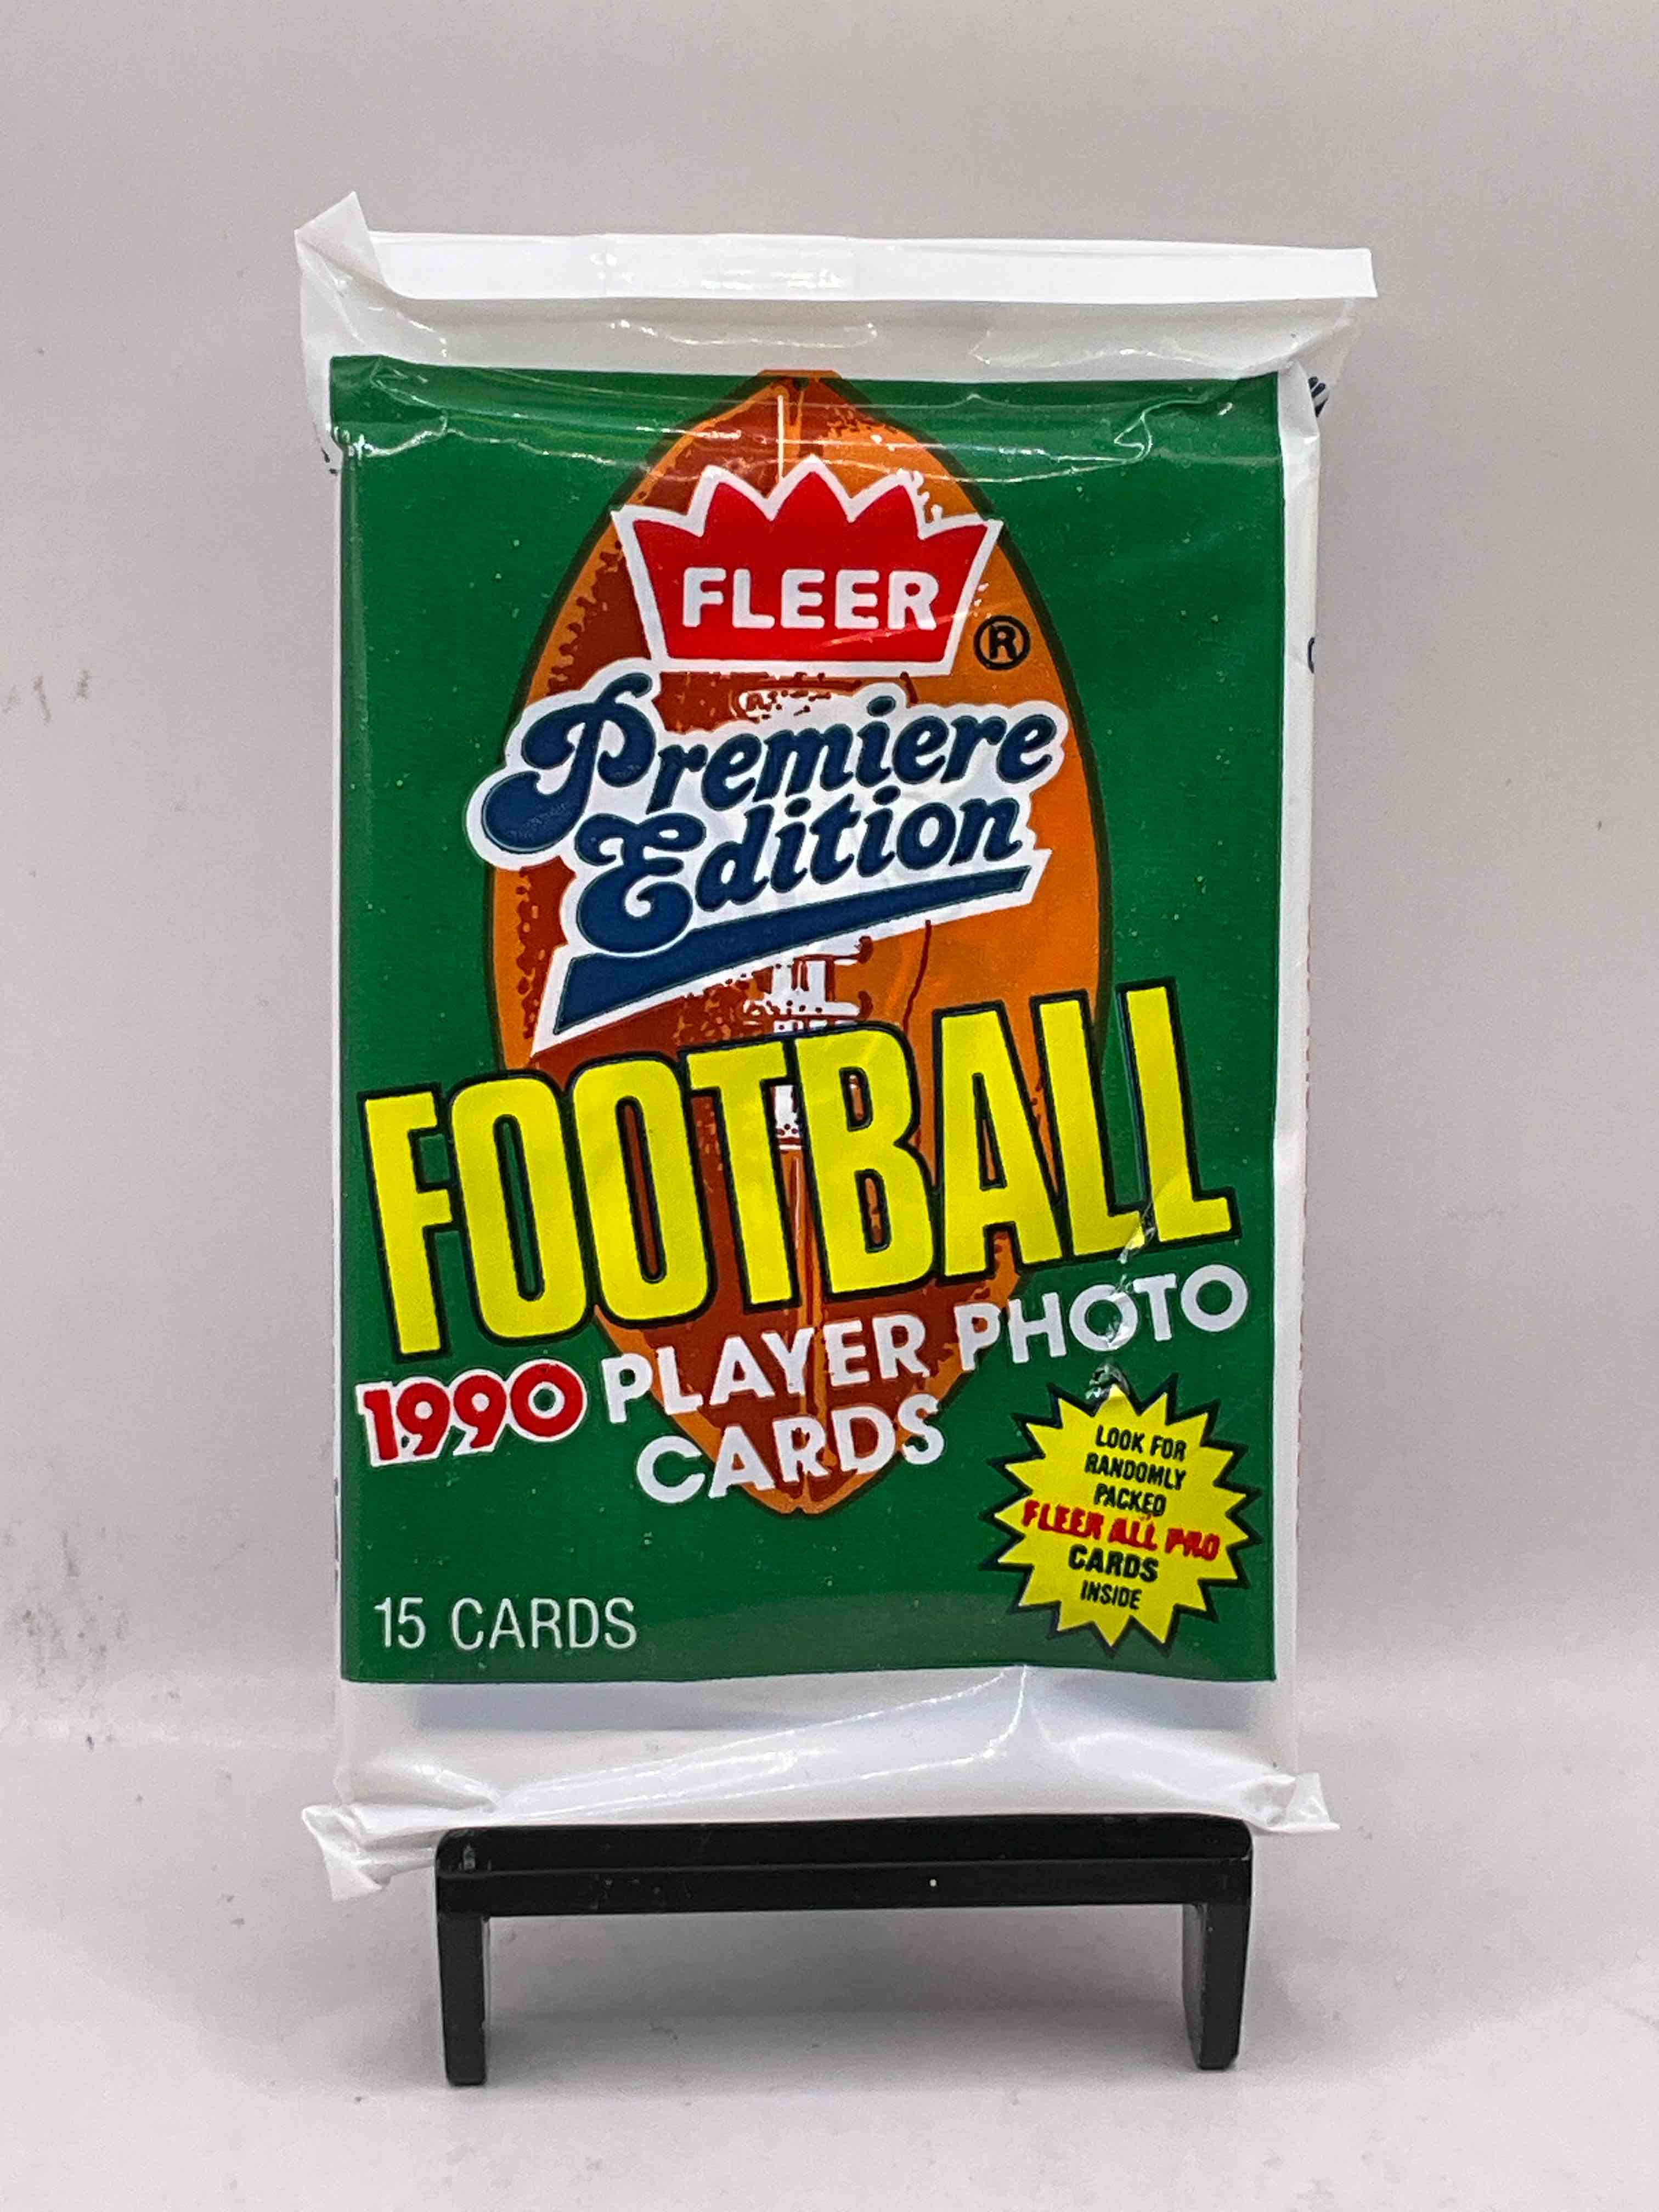 FLEER
®
Premiere
Edition
FOOTBALL
1990 PLAYER PHOTO
CARDS
LOOK FOR
RANDOMLY
PACKED
FLEER ALL PRO
CARDS
INSIDE
15 CARDS